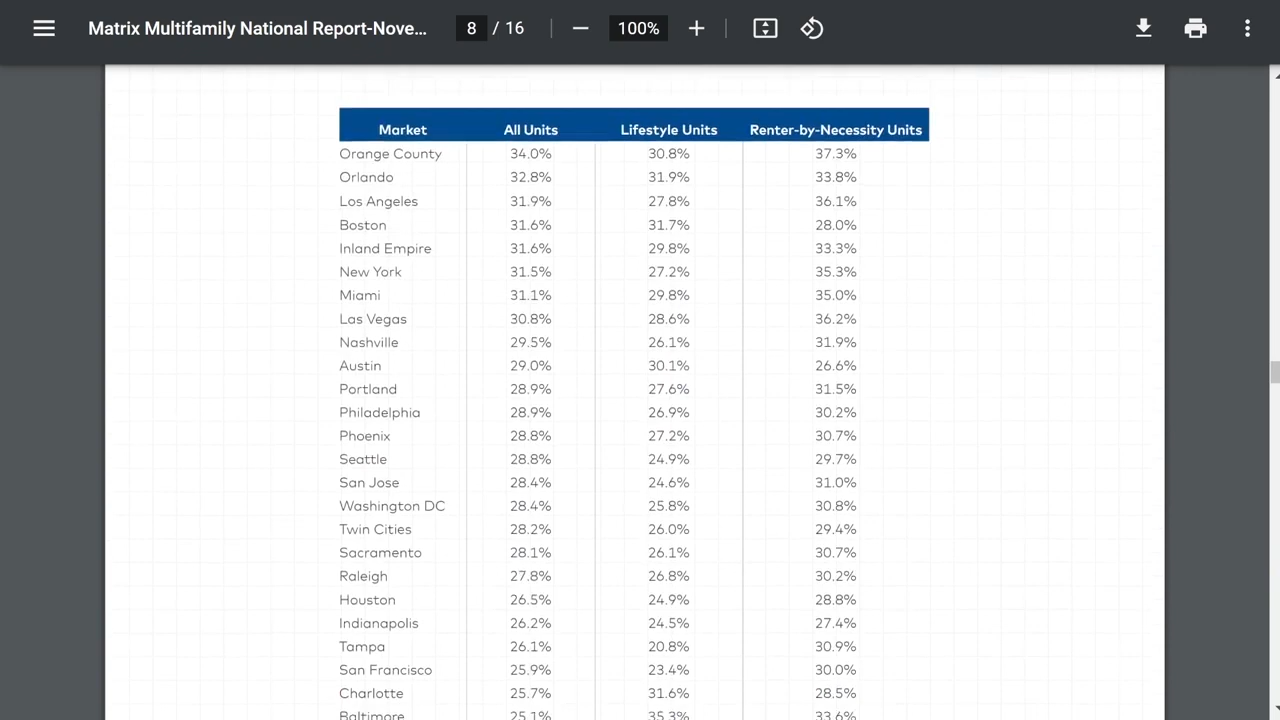 Matrix Multifamily National Report-Nove... 8 / 16 100%
Market All Units Lifestyle Units Renter-by-Necessity Units
Orange County 34.0% 30.8% 37.3%
Orlando 32.8% 31.9% 33.8%
Los Angeles 31.9% 27.8% 36.1%
Boston 31.6% 31.7% 28.0%
Inland Empire 31.6% 29.8% 33.3%
New York 31.5% 27.2% 35.3%
Miami 31.1% 29.8% 35.0%
Las Vegas 30.8% 28.6% 36.2%
Nashville 29.5% 26.1% 31.9%
Austin 29.0% 30.1% 26.6%
Portland 28.9% 27.6% 31.5%
Philadelphia 28.9% 26.9% 30.2%
Phoenix 28.8% 27.2% 30.7%
Seattle 28.8% 24.9% 29.7%
San Jose 28.4% 24.6% 31.0%
Washington DC 28.4% 25.8% 30.8%
Twin Cities 28.2% 26.0% 29.4%
Sacramento 28.1% 26.1% 30.7%
Raleigh 27.8% 26.8% 30.2%
Houston 26.5% 24.9% 28.8%
Indianapolis 26.2% 24.5% 27.4%
Tampa 26.1% 20.8% 30.9%
San Francisco 25.9% 23.4% 30.0%
Charlotte 25.7% 31.6% 28.5%
Baltimore 25.1% 35.3% 33.6%